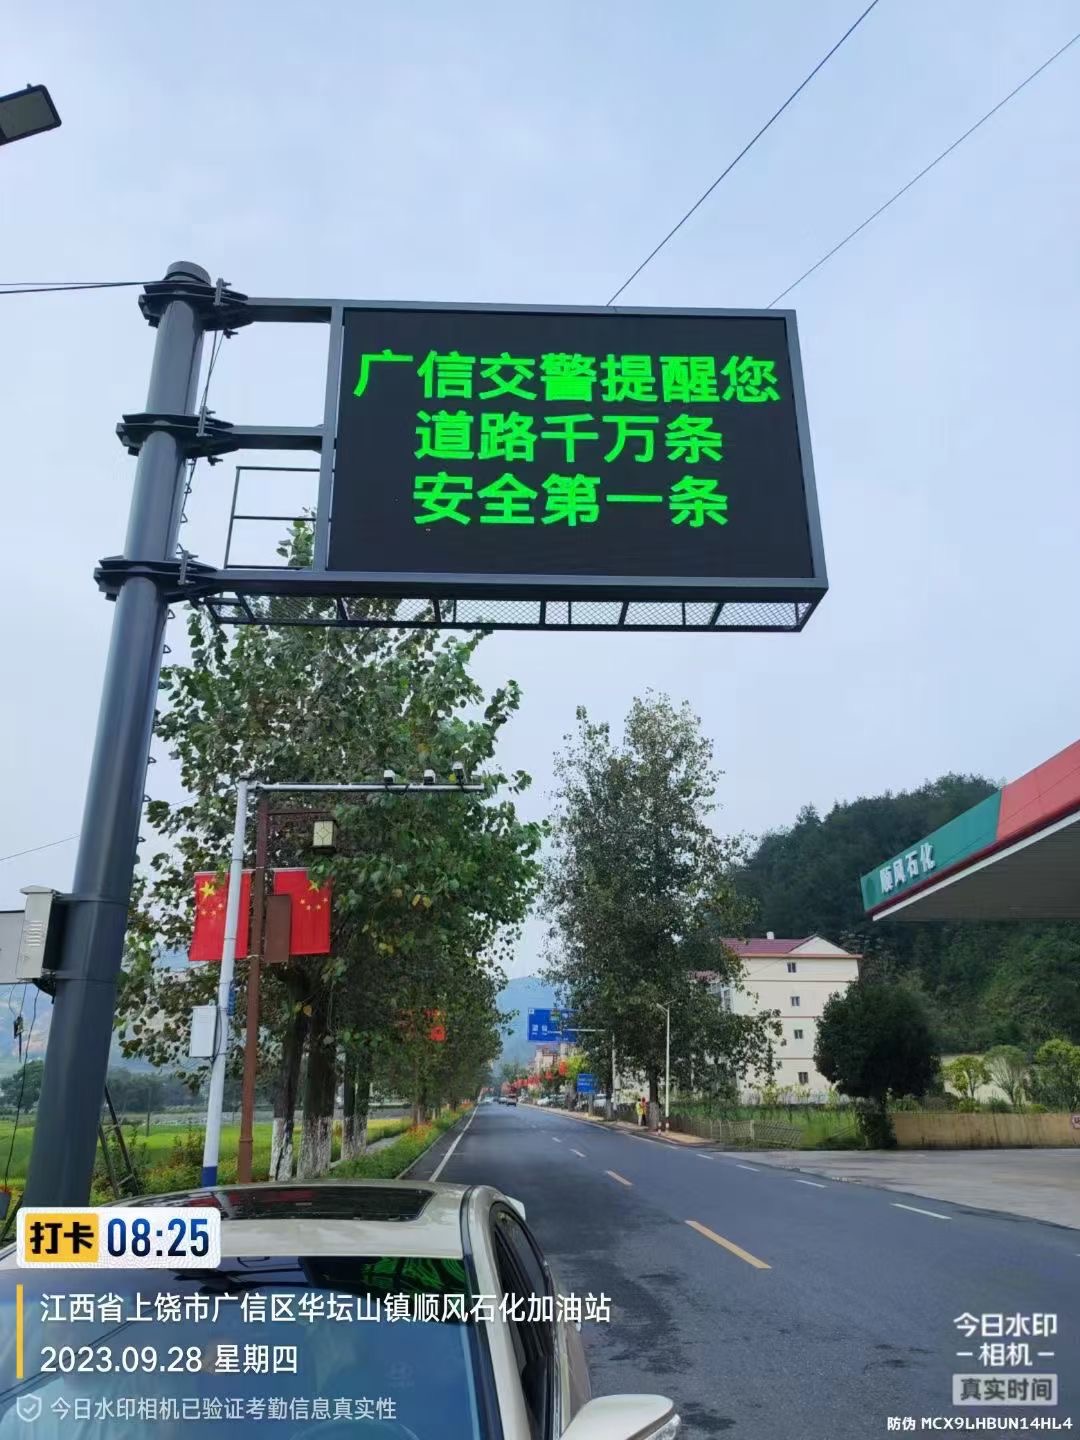 广信交警提醒您
道路千万条
安全第一条
顺风石化
打卡 08:25
江西省上饶市广信区华坛山镇顺风石化加油站
2023.09.28 星期四
今日水印相机已验证考勤信息真实性
今日水印
-相机-
真实时间
防伪 MCX9LHBUN14HL4